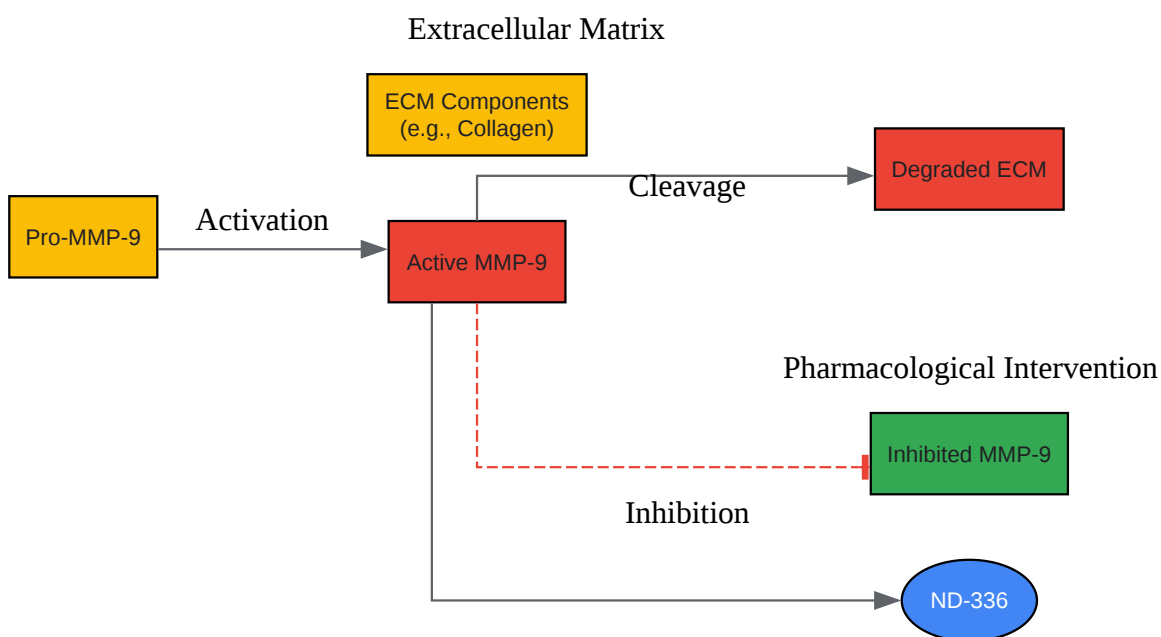 Extracellular Matrix
ECM Components
(e.g., Collagen)
Degraded ECM
Cleavage
Activation
Pro-MMP-9
Active MMP-9
Pharmacological Intervention
Inhibited MMP-9
Inhibition
ND-336